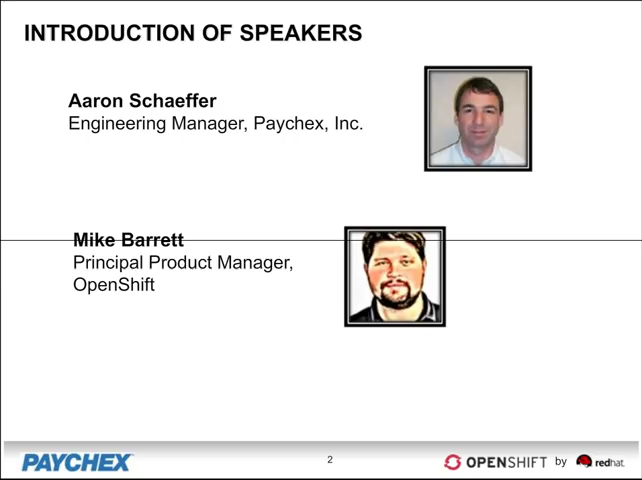 INTRODUCTION OF SPEAKERS
Aaron Schaeffer
Engineering Manager, Paychex, Inc.
Mike Barrett
Principal Product Manager,
OpenShift
PAYCHEX
2
OPENSHIFT by redhat.